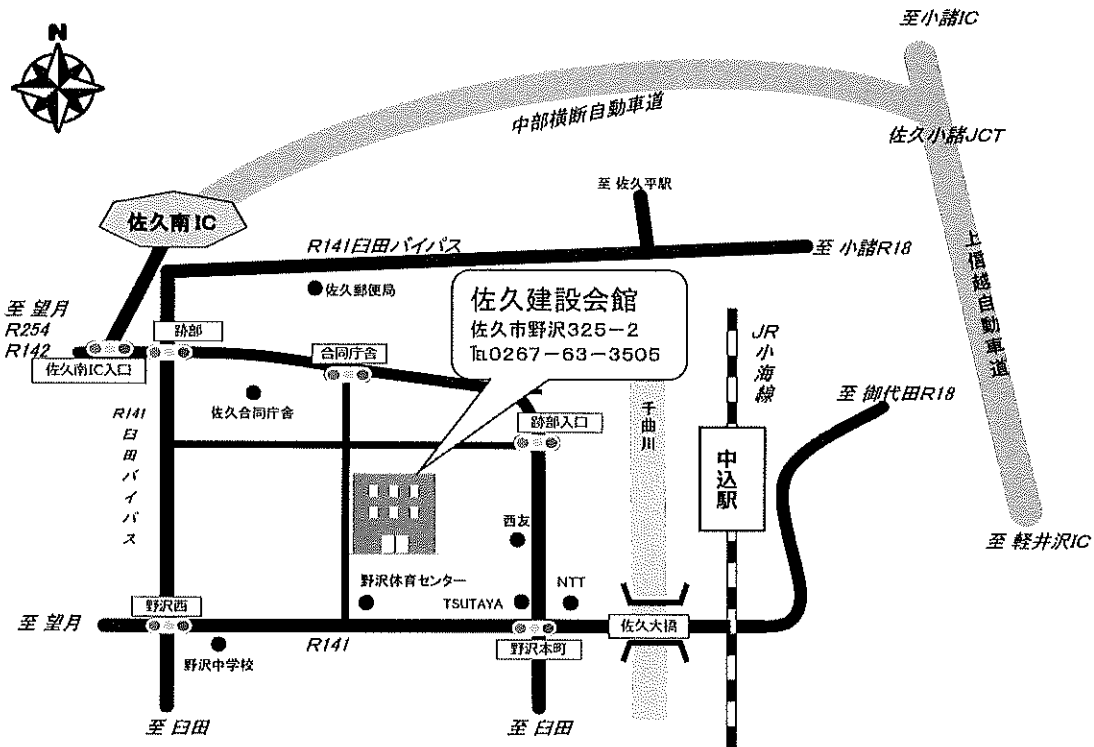 N
至小諸IC
中部横断自動車道
佐久小諸JCT
至 佐久平駅
佐久南IC
R141臼田バイパス
至 小諸R18
上信越自動車道
佐久郵便局
佐久建設会館
佐久市野沢325-2
℡0267-63-3505
至 望月
R254
R142
跡部
佐久南IC入口
合同庁舎
JR小海線
至 御代田R18
佐久合同庁舎
R141臼田バイパス
跡部入口
千曲川
中込駅
西友
至 軽井沢IC
野沢体育センター
NTT
TSUTAYA
野沢西
至 望月
佐久大橋
R141
野沢中学校
野沢本町
至 臼田
至 臼田